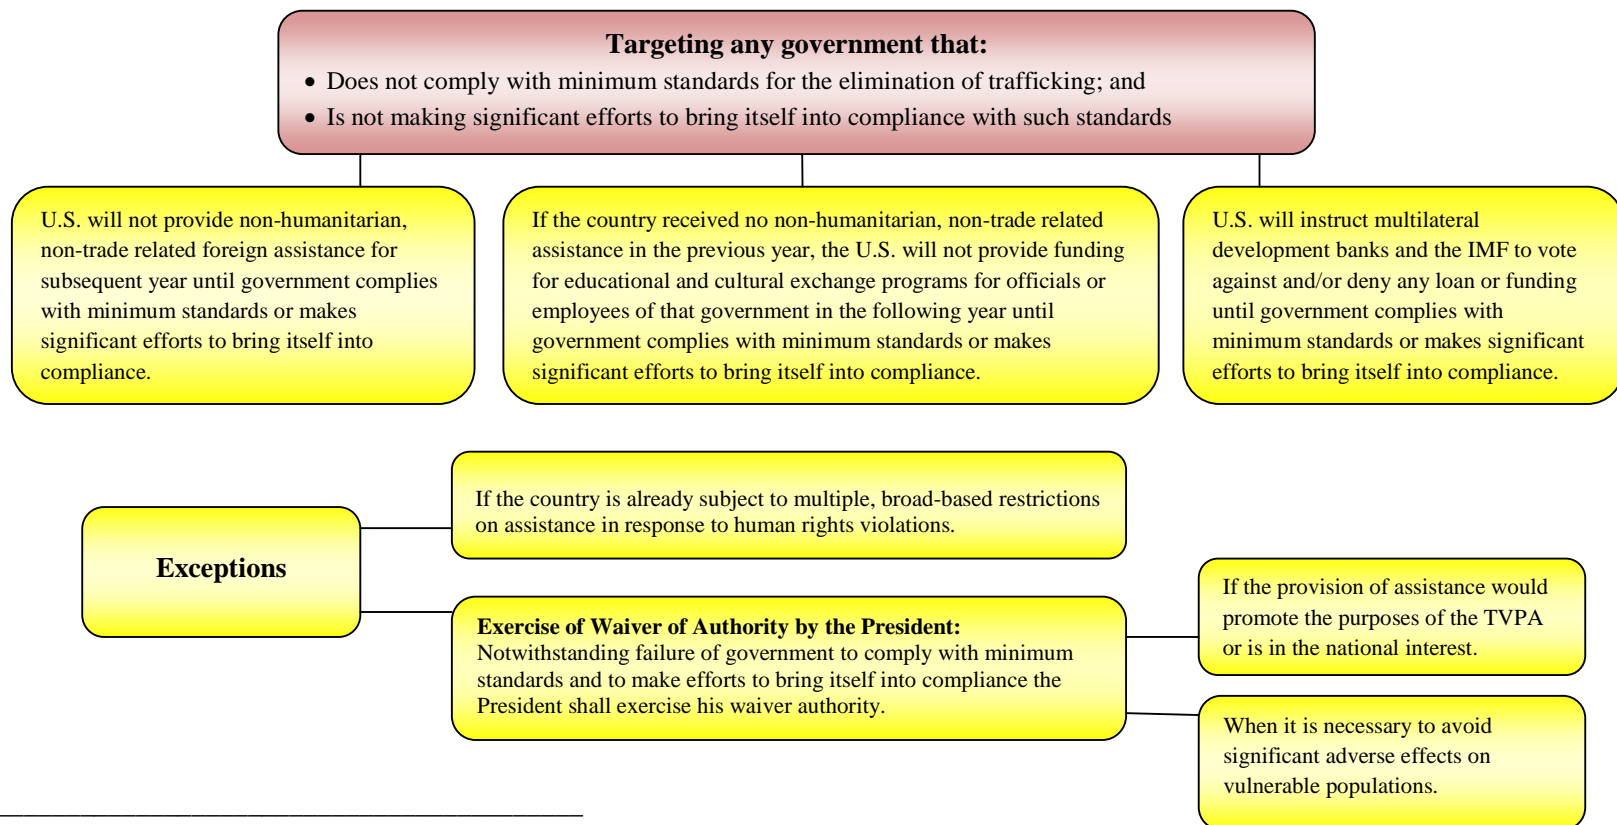 Targeting any government that:
• Does not comply with minimum standards for the elimination of trafficking; and
• Is not making significant efforts to bring itself into compliance with such standards
U.S. will not provide non-humanitarian,
non-trade related foreign assistance for
subsequent year until government complies
with minimum standards or makes
significant efforts to bring itself into
compliance.
If the country received no non-humanitarian, non-trade related
assistance in the previous year, the U.S. will not provide funding
for educational and cultural exchange programs for officials or
employees of that government in the following year until
government complies with minimum standards or makes
significant efforts to bring itself into compliance.
U.S. will instruct multilateral
development banks and the IMF to vote
against and/or deny any loan or funding
until government complies with
minimum standards or makes significant
efforts to bring itself into compliance.
Exceptions
If the country is already subject to multiple, broad-based restrictions
on assistance in response to human rights violations.
Exercise of Waiver of Authority by the President:
Notwithstanding failure of government to comply with minimum
standards and to make efforts to bring itself into compliance the
President shall exercise his waiver authority.
If the provision of assistance would
promote the purposes of the TVPA
or is in the national interest.
When it is necessary to avoid
significant adverse effects on
vulnerable populations.